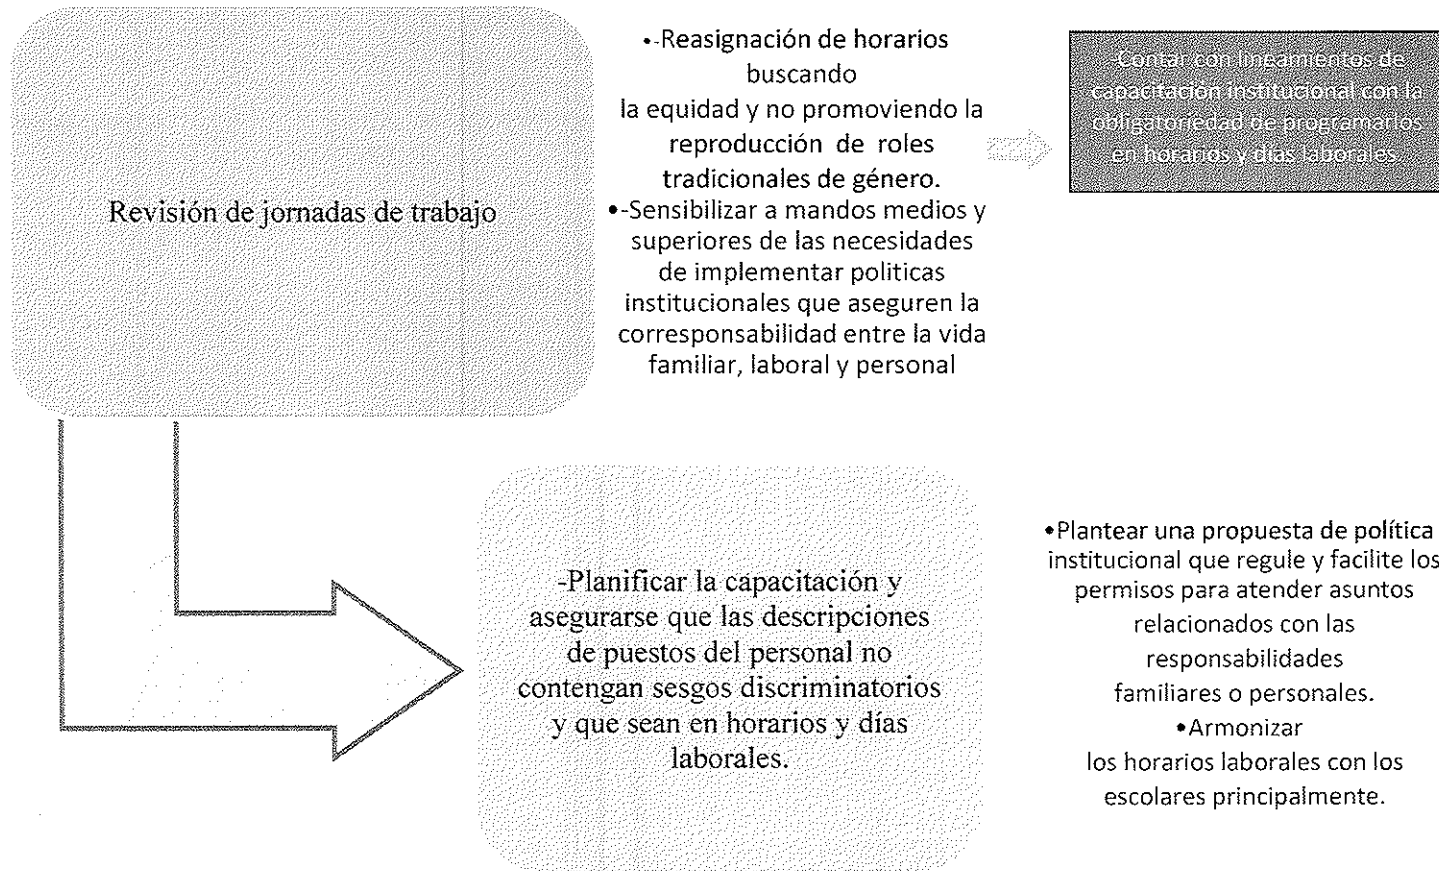 Revisión de jornadas de trabajo
•-Reasignación de horarios
buscando
la equidad y no promoviendo la
reproducción de roles
tradicionales de género.
•-Sensibilizar a mandos medios y
superiores de las necesidades
de implementar politicas
institucionales que aseguren la
corresponsabilidad entre la vida
familiar, laboral y personal
-Contar con lineamientos de
capacitación institucional con la
obligatoriedad de programarlos
en horarios y días laborales.
-Planificar la capacitación y
asegurarse que las descripciones
de puestos del personal no
contengan sesgos discriminatorios
y que sean en horarios y días
laborales.
•Plantear una propuesta de política
institucional que regule y facilite los
permisos para atender asuntos
relacionados con las
responsabilidades
familiares o personales.
•Armonizar
los horarios laborales con los
escolares principalmente.